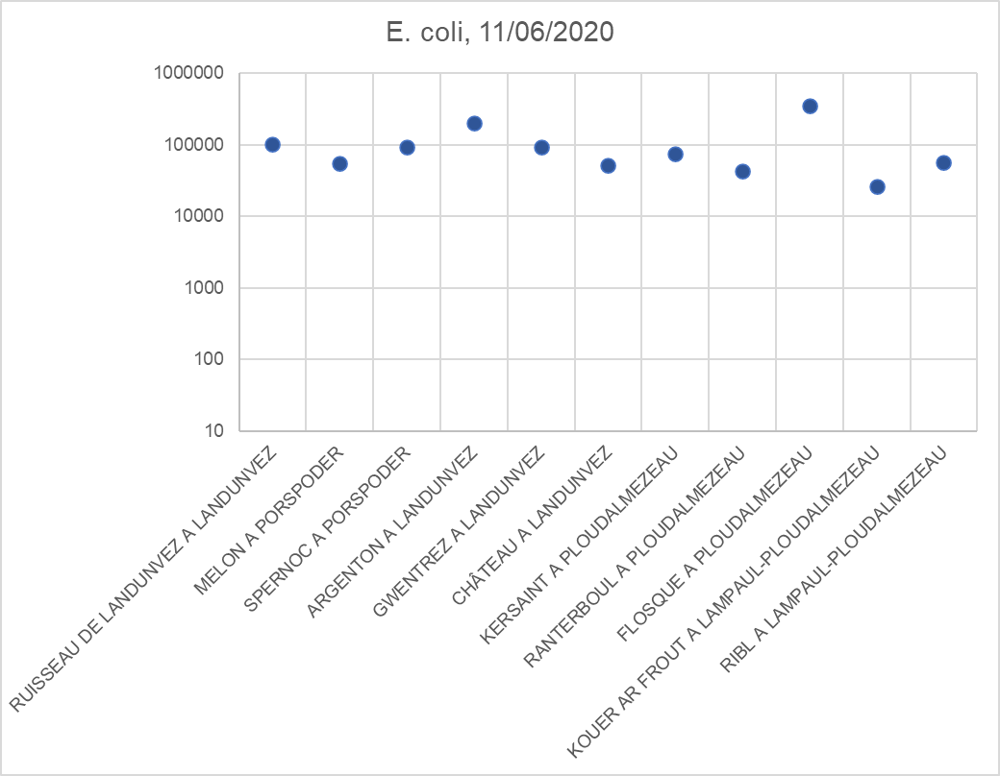 E. coli, 11/06/2020
1000000
100000
10000
1000
100
10
RUISSEAU DE LANDUNVEZ A LANDUNVEZ
MELON A PORSPODER
SPERNOC A PORSPODER
ARGENTON A LANDUNVEZ
GWENTREZ A LANDUNVEZ
CHÂTEAU A LANDUNVEZ
KERSAINT A PLOUDALMEZEAU
RANTERBOUL A PLOUDALMEZEAU
FLOSQUE A PLOUDALMEZEAU
KOUER AR FROUT A LAMPAUL-PLOUDALMEZEAU
RIBL A LAMPAUL-PLOUDALMEZEAU